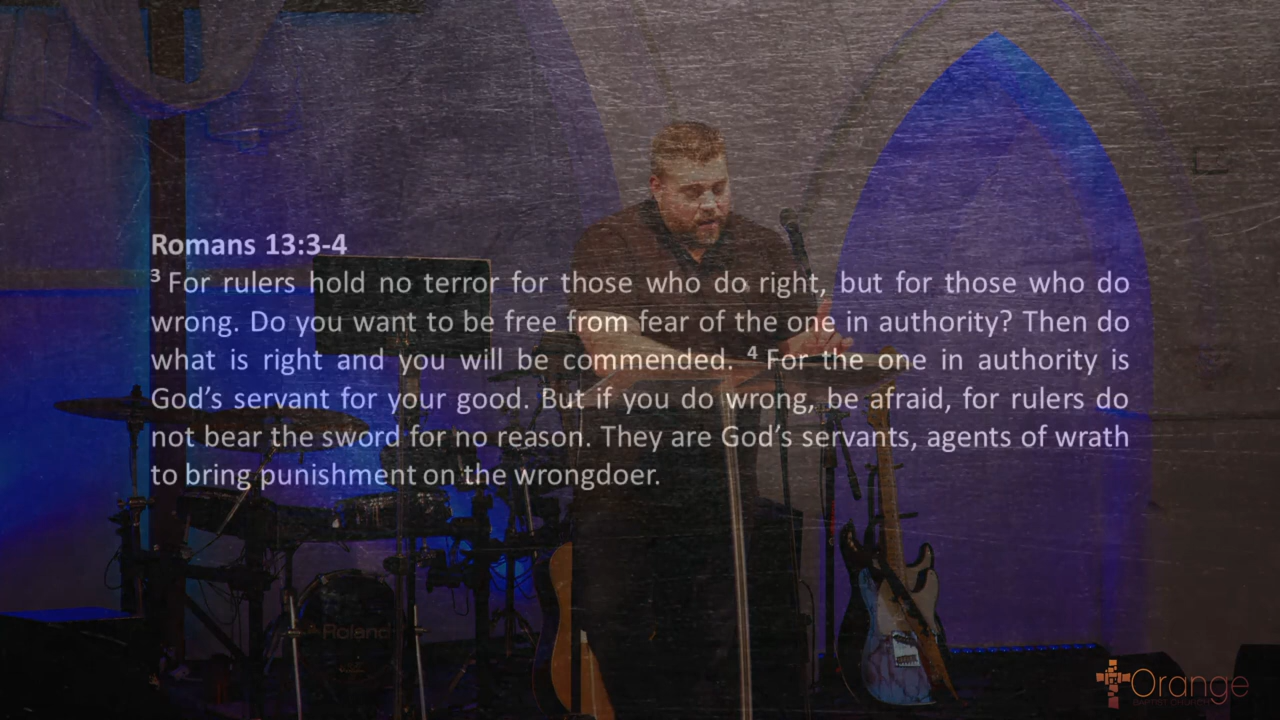 Romans 13:3-4
³ For rulers hold no terror for those who do right, but for those who do
wrong. Do you want to be free from fear of the one in authority? Then do
what is right and you will be commended. ⁴ For the one in authority is
God’s servant for your good. But if you do wrong, be afraid, for rulers do
not bear the sword for no reason. They are God’s servants, agents of wrath
to bring punishment on the wrongdoer.
Roland
Orange
BAPTIST CHURCH